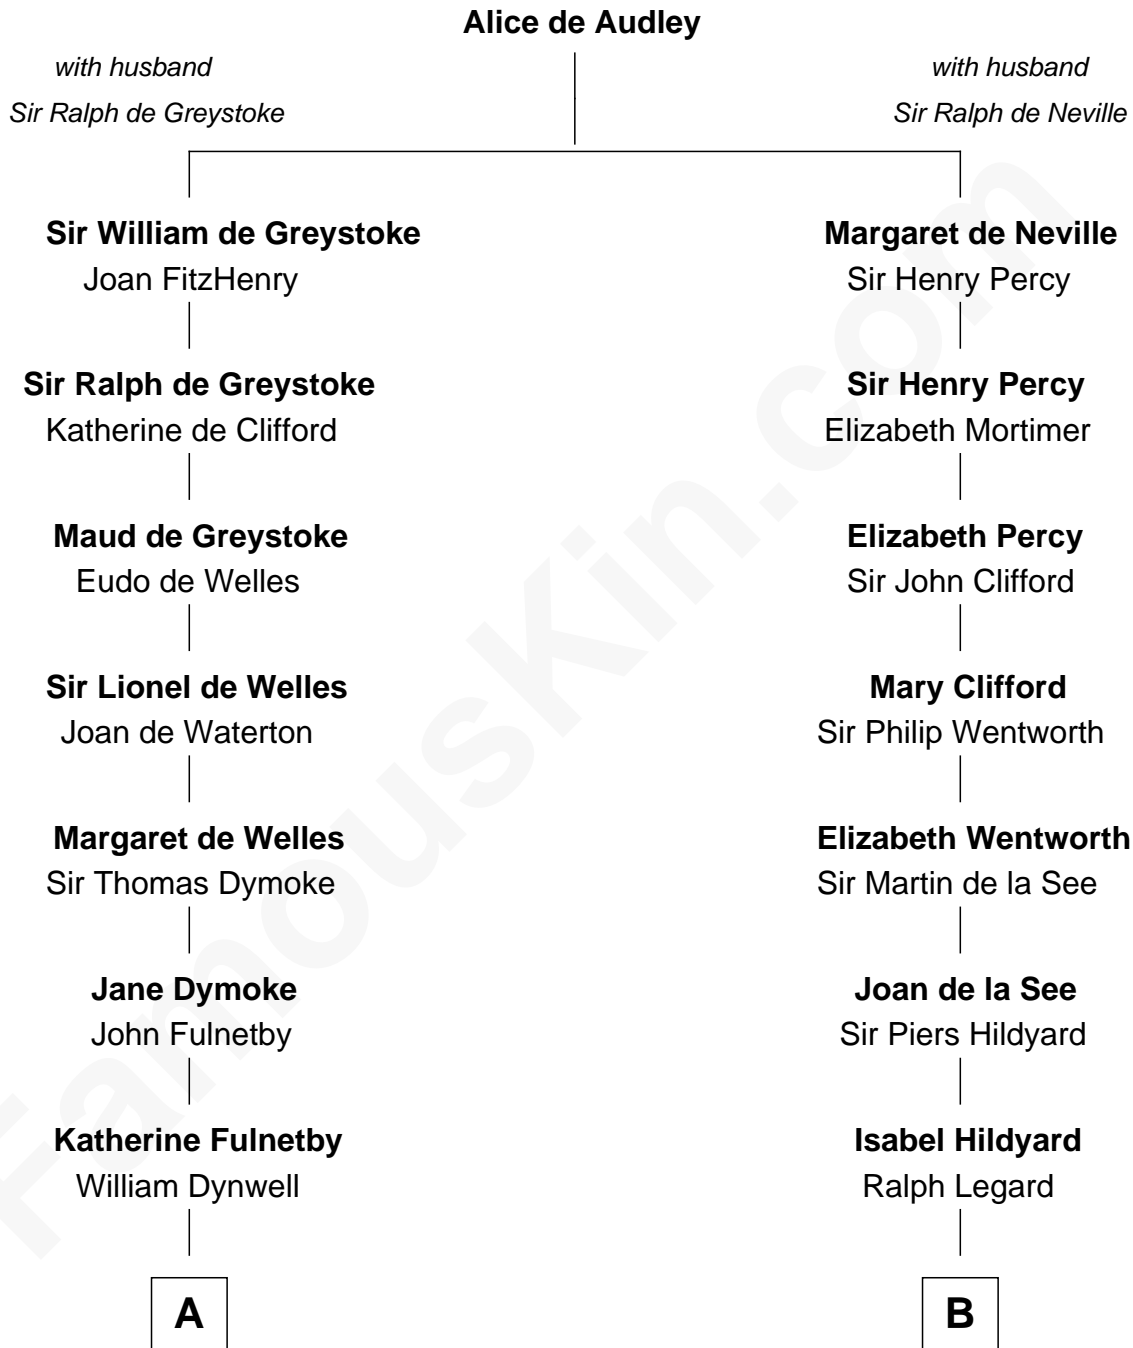 Alice de Audley
with husband
Sir Ralph de Greystoke
with husband
Sir Ralph de Neville
Sir William de Greystoke
Joan FitzHenry
Sir Ralph de Greystoke
Katherine de Clifford
Maud de Greystoke
Eudo de Welles
Sir Lionel de Welles
Joan de Waterton
Margaret de Welles
Sir Thomas Dymoke
Jane Dymoke
John Fulnetby
Katherine Fulnetby
William Dynwell
A
Margaret de Neville
Sir Henry Percy
Sir Henry Percy
Elizabeth Mortimer
Elizabeth Percy
Sir John Clifford
Mary Clifford
Sir Philip Wentworth
Elizabeth Wentworth
Sir Martin de la See
Joan de la See
Sir Piers Hildyard
Isabel Hildyard
Ralph Legard
B
FamousKin.com